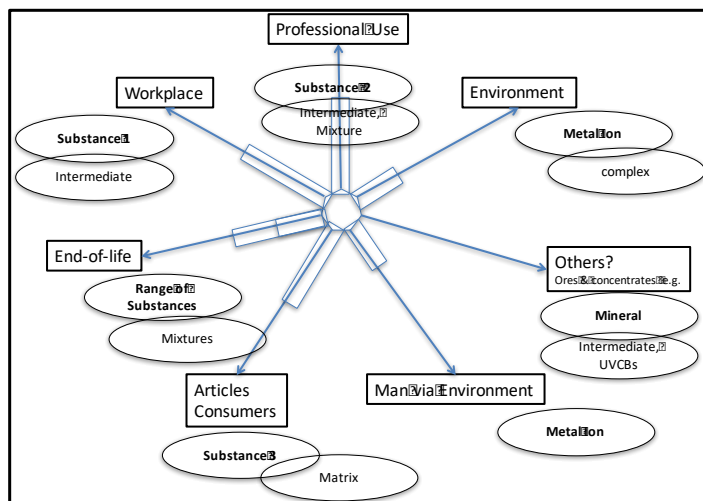 Professional⍰Use
Workplace
Environment
Substance⍰2
Intermediate,⍰
Mixture
Substance⍰1
Intermediate
Metal⍰Ion
complex
End-of-life
Others?
Ores⍰&⍰concentrates⍰e.g.
Range⍰of⍰
Substances
Mixtures
Mineral
Intermediate,⍰
UVCBs
Articles
Consumers
Man⍰via⍰Environment
Substance⍰3
Matrix
Metal⍰Ion